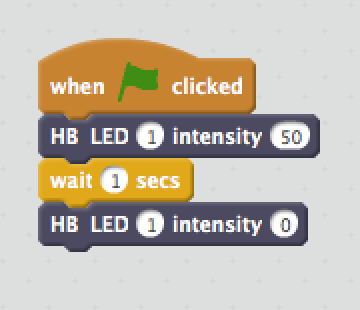 when clicked
HB LED 1 intensity 50
wait 1 secs
HB LED 1 intensity 0